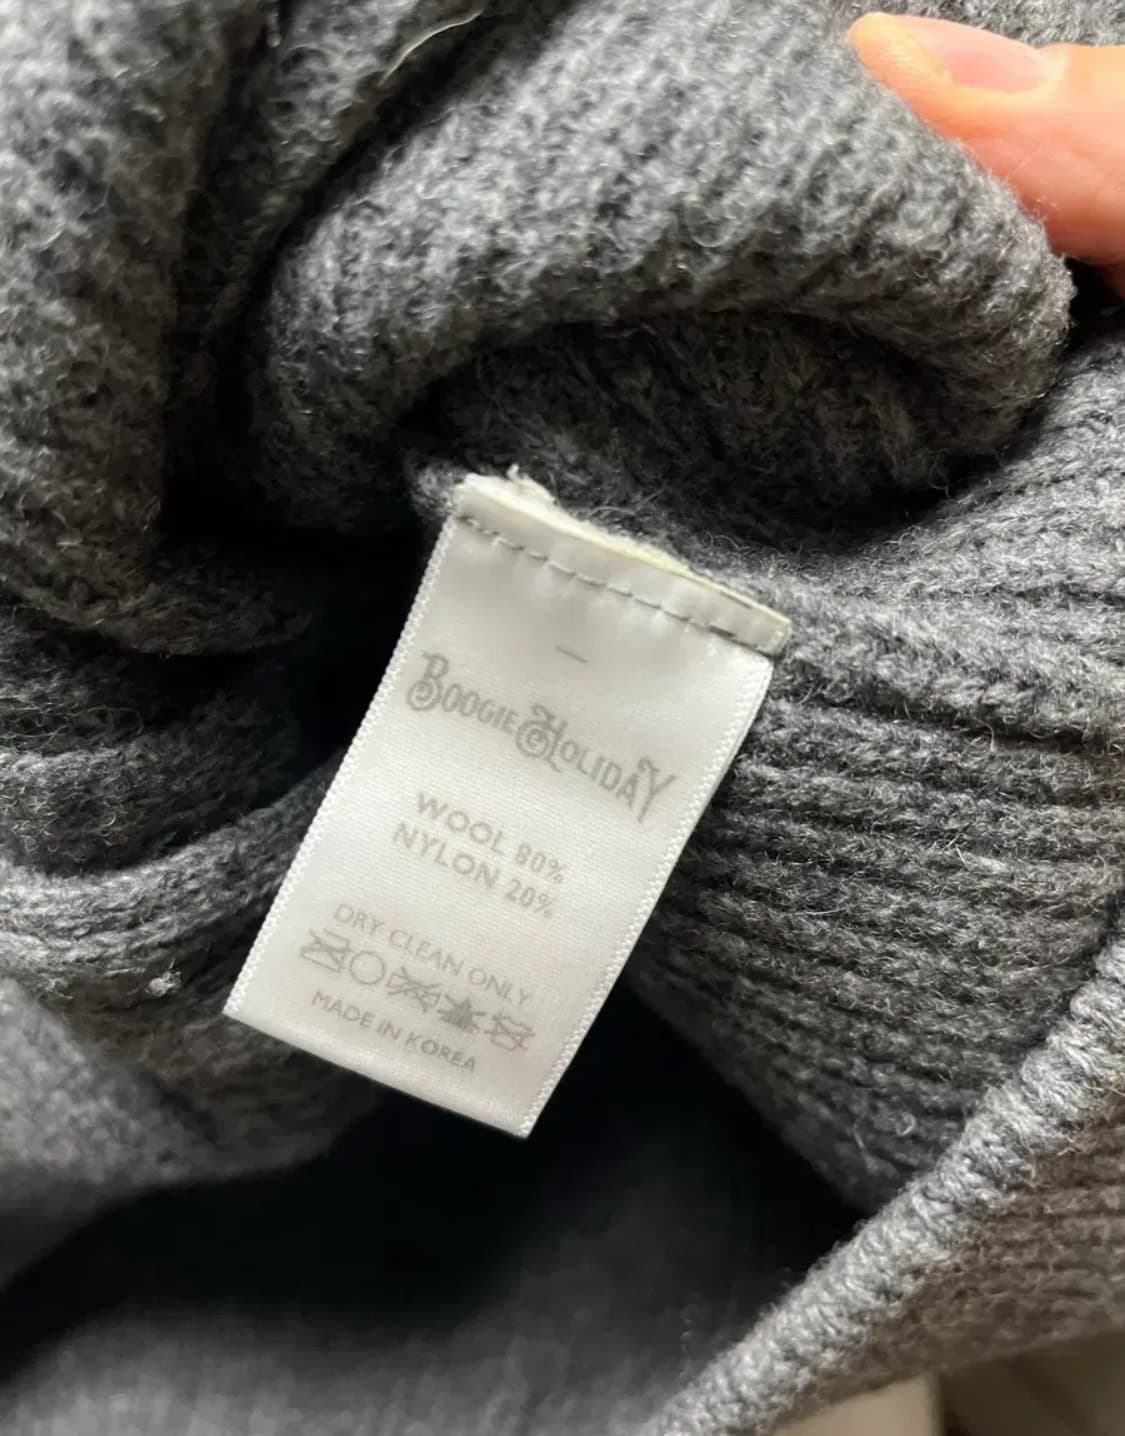 BOOGIE HOLIDAY
WOOL 80%
NYLON 20%
DRY CLEAN ONLY
MADE IN KOREA